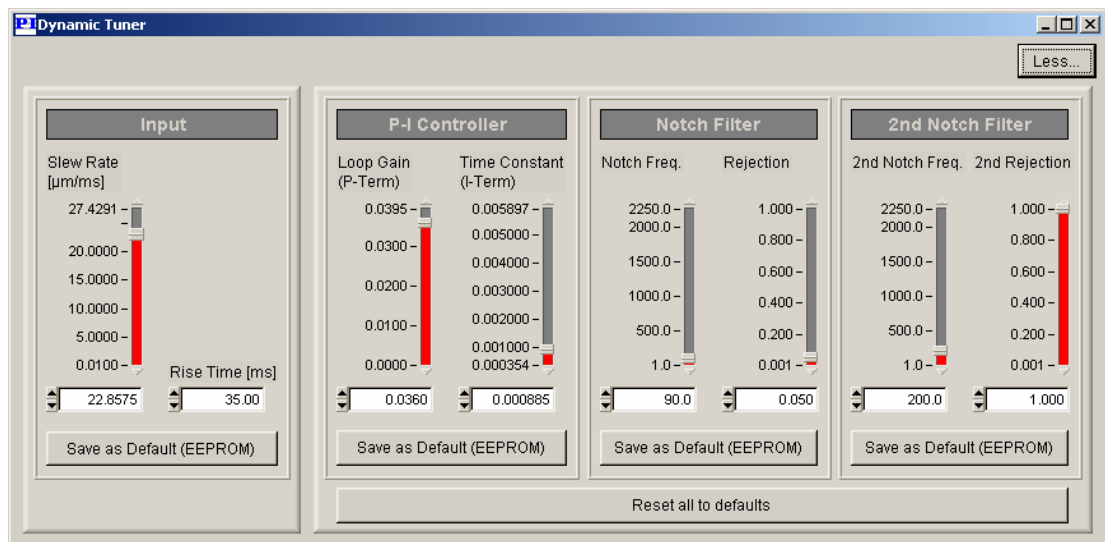 PI Dynamic Tuner
Less...
Input
Slew Rate
[µm/ms]
27.4291
20.0000
15.0000
10.0000
5.0000
0.0100
Rise Time [ms]
22.8575
35.00
Save as Default (EEPROM)
P-I Controller
Loop Gain
(P-Term)
0.0395
0.0300
0.0200
0.0100
0.0000
0.0360
Time Constant
(I-Term)
0.005897
0.005000
0.004000
0.003000
0.002000
0.001000
0.000354
0.000885
Save as Default (EEPROM)
Notch Filter
Notch Freq.
2250.0
2000.0
1500.0
1000.0
500.0
1.0
90.0
Rejection
1.000
0.800
0.600
0.400
0.200
0.001
0.050
Save as Default (EEPROM)
2nd Notch Filter
2nd Notch Freq.
2250.0
2000.0
1500.0
1000.0
500.0
1.0
200.0
2nd Rejection
1.000
0.800
0.600
0.400
0.200
0.001
1.000
Save as Default (EEPROM)
Reset all to defaults